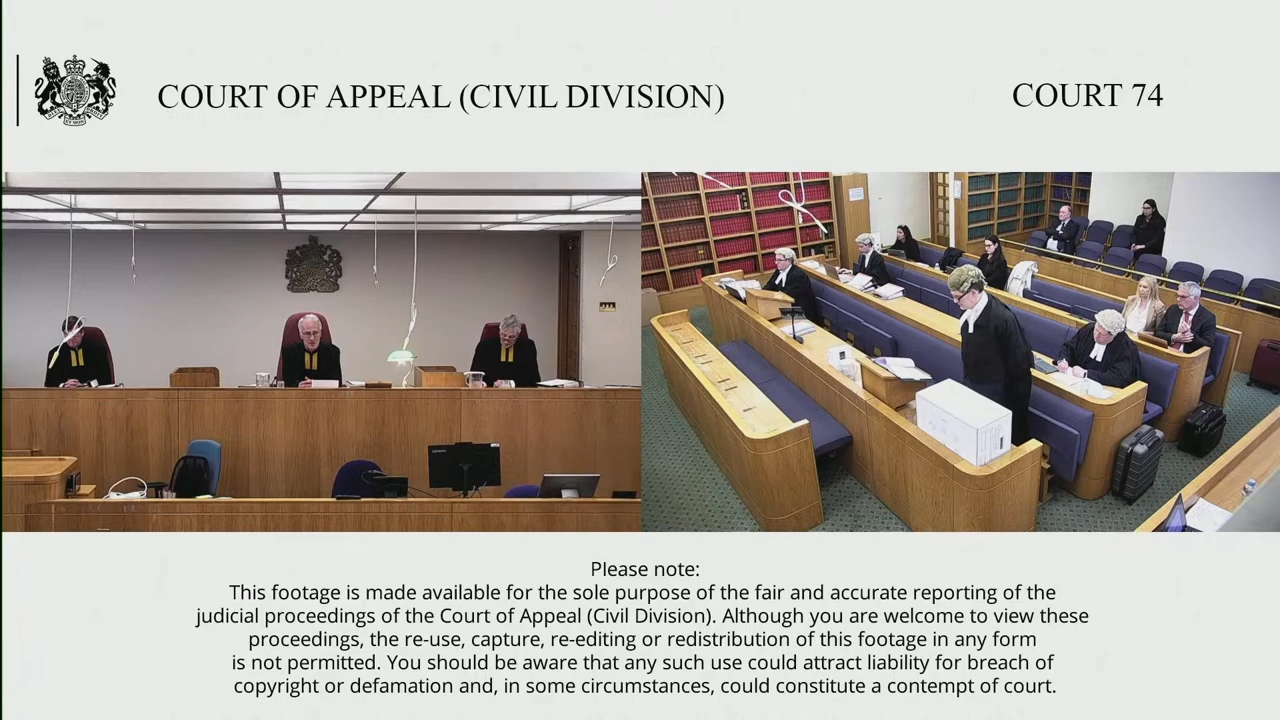 COURT OF APPEAL (CIVIL DIVISION)
COURT 74
Please note:
This footage is made available for the sole purpose of the fair and accurate reporting of the
judicial proceedings of the Court of Appeal (Civil Division). Although you are welcome to view these
proceedings, the re-use, capture, re-editing or redistribution of this footage in any form
is not permitted. You should be aware that any such use could attract liability for breach of
copyright or defamation and, in some circumstances, could constitute a contempt of court.